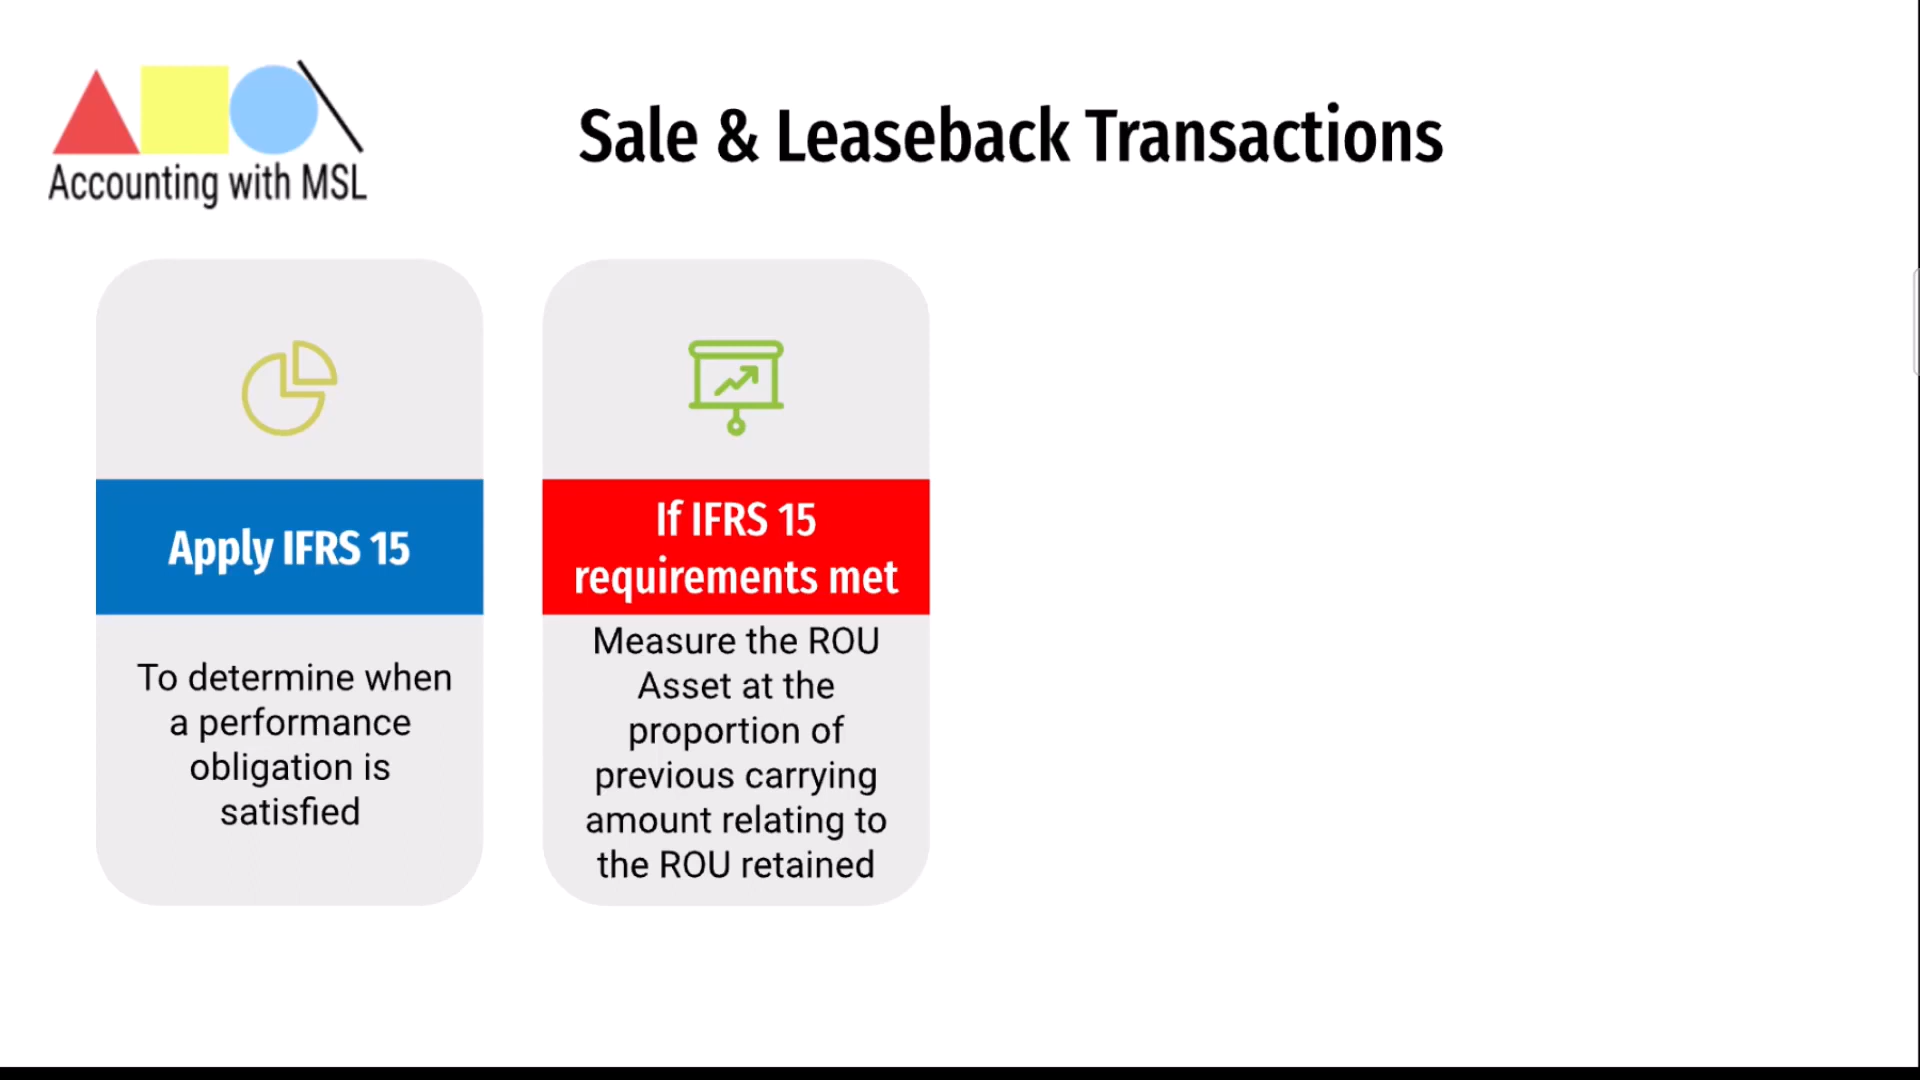 Accounting with MSL
Sale & Leaseback Transactions
Apply IFRS 15
To determine when
a performance
obligation is
satisfied
If IFRS 15
requirements met
Measure the ROU
Asset at the
proportion of
previous carrying
amount relating to
the ROU retained